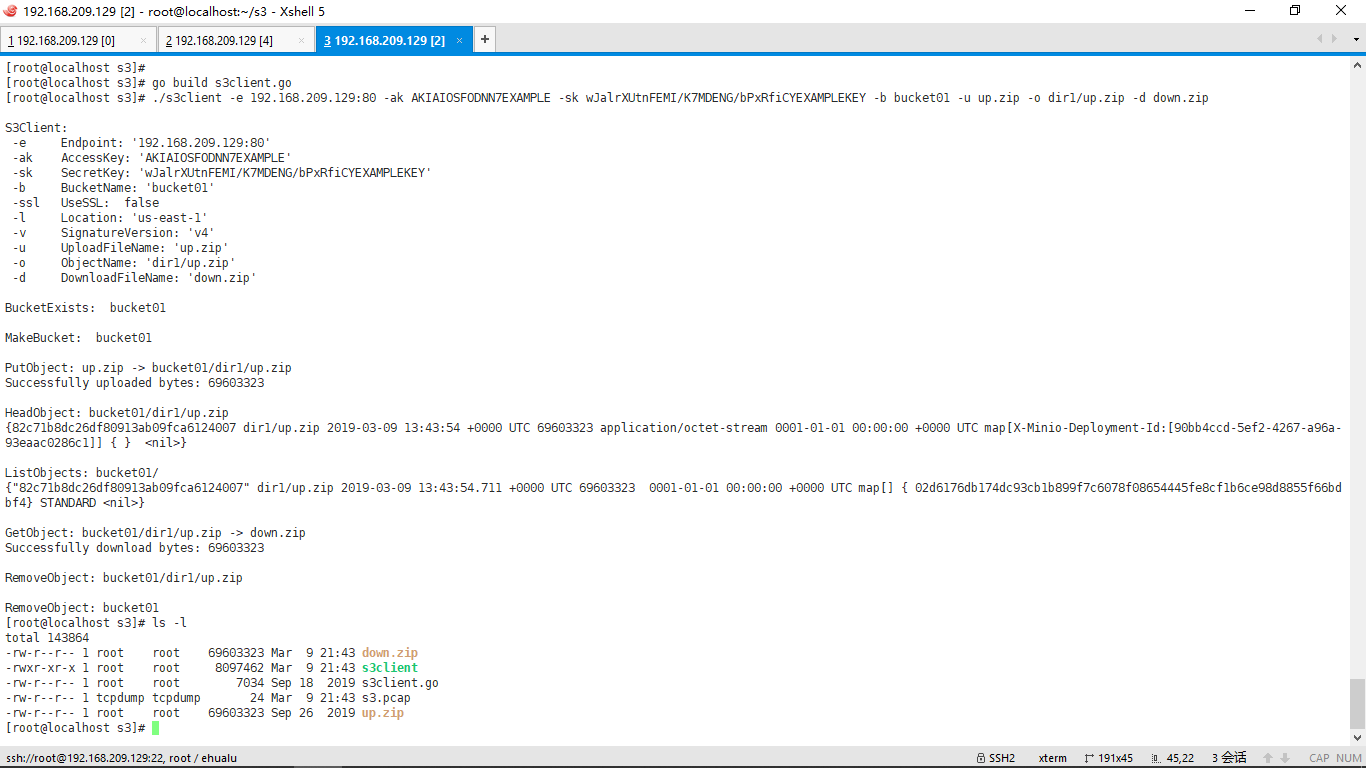 192.168.209.129 [2] - root@localhost:~/s3 - Xshell 5
1 192.168.209.129 [0] × 2 192.168.209.129 [4] × 3 192.168.209.129 [2] × +
[root@localhost s3]#
[root@localhost s3]# go build s3client.go
[root@localhost s3]# ./s3client -e 192.168.209.129:80 -ak AKIAIOSFODNN7EXAMPLE -sk wJalrXUtnFEMI/K7MDENG/bPxRfiCYEXAMPLEKEY -b bucket01 -u up.zip -o dir1/up.zip -d down.zip
S3Client:
-e Endpoint: '192.168.209.129:80'
-ak AccessKey: 'AKIAIOSFODNN7EXAMPLE'
-sk SecretKey: 'wJalrXUtnFEMI/K7MDENG/bPxRfiCYEXAMPLEKEY'
-b BucketName: 'bucket01'
-ssl UseSSL: false
-l Location: 'us-east-1'
-v SignatureVersion: 'v4'
-u UploadFileName: 'up.zip'
-o ObjectName: 'dir1/up.zip'
-d DownloadFileName: 'down.zip'
BucketExists: bucket01
MakeBucket: bucket01
PutObject: up.zip -> bucket01/dir1/up.zip
Successfully uploaded bytes: 69603323
HeadObject: bucket01/dir1/up.zip
{82c71b8dc26df80913ab09fca6124007 dir1/up.zip 2019-03-09 13:43:54 +0000 UTC 69603323 application/octet-stream 0001-01-01 00:00:00 +0000 UTC map[X-Minio-Deployment-Id:[90bb4ccd-5ef2-4267-a96a-
93eaac0286c1]] { }  <nil>}
ListObjects: bucket01/
{"82c71b8dc26df80913ab09fca6124007" dir1/up.zip 2019-03-09 13:43:54.711 +0000 UTC 69603323  0001-01-01 00:00:00 +0000 UTC map[] { 02d6176db174dc93cb1b899f7c6078f08654445fe8cf1b6ce98d8855f66bd
bf4} STANDARD <nil>}
GetObject: bucket01/dir1/up.zip -> down.zip
Successfully download bytes: 69603323
RemoveObject: bucket01/dir1/up.zip
RemoveObject: bucket01
[root@localhost s3]# ls -l
total 143864
-rw-r--r-- 1 root    root    69603323 Mar  9 21:43 down.zip
-rwxr-xr-x 1 root    root     8097462 Mar  9 21:43 s3client
-rw-r--r-- 1 root    root        7034 Sep 18  2019 s3client.go
-rw-r--r-- 1 tcpdump tcpdump       24 Mar  9 21:43 s3.pcap
-rw-r--r-- 1 root    root    69603323 Sep 26  2019 up.zip
[root@localhost s3]#
ssh://root@192.168.209.129:22, root / ehualu SSH2 xterm 191x45 45,22 3 会话 CAP NUM